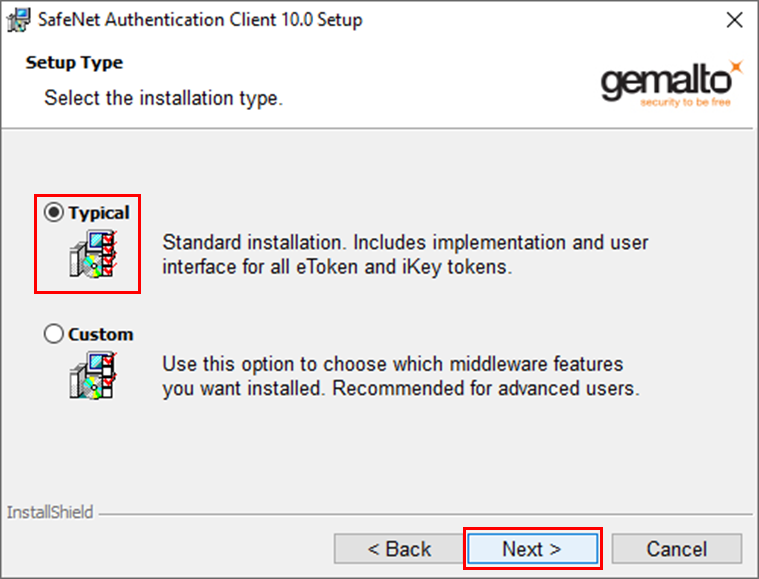 SafeNet Authentication Client 10.0 Setup
Setup Type
Select the installation type.
gemalto
security to be free
Typical
Standard installation. Includes implementation and user
interface for all eToken and iKey tokens.
Custom
Use this option to choose which middleware features
you want installed. Recommended for advanced users.
InstallShield
< Back
Next >
Cancel